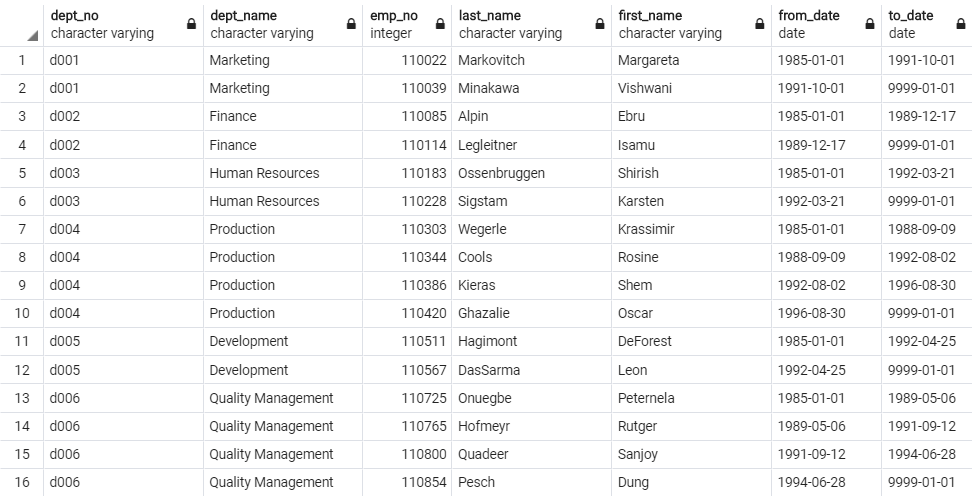 dept_no dept_name emp_no last_name first_name from_date to_date
character varying character varying integer character varying character varying date date
1 d001 Marketing 110022 Markovitch Margareta 1985-01-01 1991-10-01
2 d001 Marketing 110039 Minakawa Vishwani 1991-10-01 9999-01-01
3 d002 Finance 110085 Alpin Ebru 1985-01-01 1989-12-17
4 d002 Finance 110114 Legleitner Isamu 1989-12-17 9999-01-01
5 d003 Human Resources 110183 Ossenbruggen Shirish 1985-01-01 1992-03-21
6 d003 Human Resources 110228 Sigstam Karsten 1992-03-21 9999-01-01
7 d004 Production 110303 Wegerle Krassimir 1985-01-01 1988-09-09
8 d004 Production 110344 Cools Rosine 1988-09-09 1992-08-02
9 d004 Production 110386 Kieras Shem 1992-08-02 1996-08-30
10 d004 Production 110420 Ghazalie Oscar 1996-08-30 9999-01-01
11 d005 Development 110511 Hagimont DeForest 1985-01-01 1992-04-25
12 d005 Development 110567 DasSarma Leon 1992-04-25 9999-01-01
13 d006 Quality Management 110725 Onuegbe Peternela 1985-01-01 1989-05-06
14 d006 Quality Management 110765 Hofmeyr Rutger 1989-05-06 1991-09-12
15 d006 Quality Management 110800 Quadeer Sanjoy 1991-09-12 1994-06-28
16 d006 Quality Management 110854 Pesch Dung 1994-06-28 9999-01-01